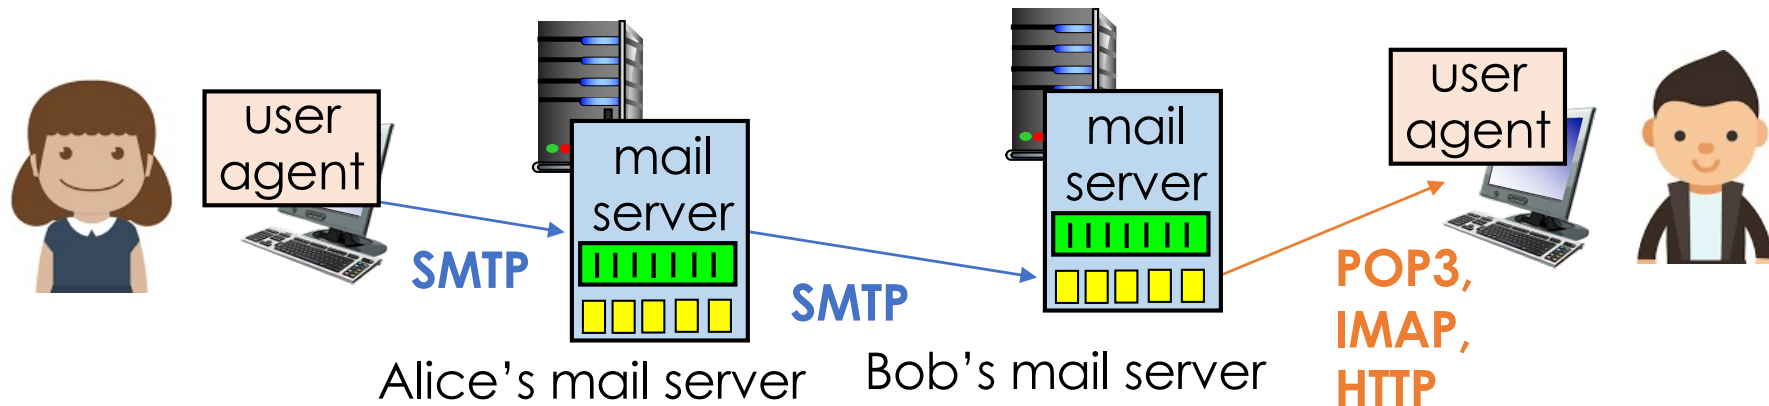 user
agent
SMTP
mail
server
Alice's mail server
SMTP
mail
server
Bob's mail server
user
agent
POP3,
IMAP,
HTTP